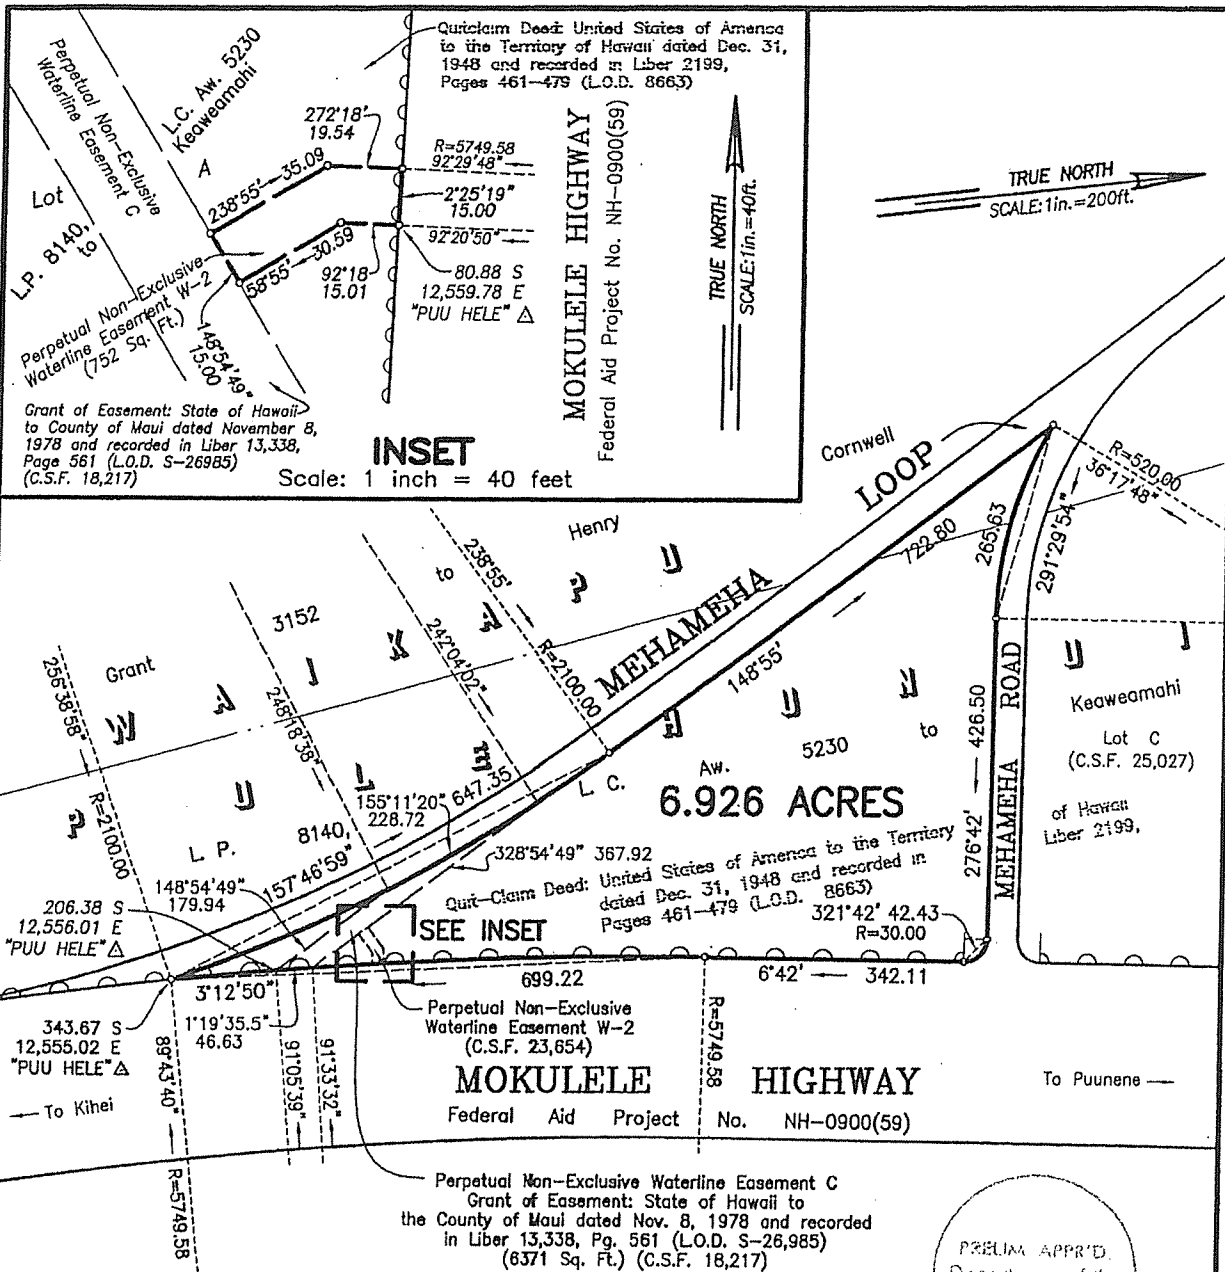 Quitclaim Deed: United States of America
to the Territory of Hawaii dated Dec. 31,
1948 and recorded in Liber 2199,
Pages 461-479 (L.O.D. 8663)
Perpetual Non-Exclusive
Waterline Easement C
L.C. Aw. 5230
Keaweamahi
A
Lot
L.P. 8140,
to
272°18'
19.54
R=5749.58
92°29'48"
238°55'
35.09
2°25'19"
15.00
92°20'50"
58°55'
30.59
92°18
15.01
80.88 S
12,559.78 E
"PUU HELE" △
Perpetual Non-Exclusive
Waterline Easement W-2
(752 Sq. Ft.)
148°54'49"
15.00
Grant of Easement: State of Hawaii
to County of Maui dated November 8,
1978 and recorded in Liber 13,338,
Page 561 (L.O.D. S-26985)
(C.S.F. 18,217)
MOKULELE HIGHWAY
Federal Aid Project No. NH-0900(59)
TRUE NORTH
SCALE: 1in.=40ft.
INSET
Scale: 1 inch = 40 feet
TRUE NORTH
SCALE: 1in.=200ft.
Cornwell
LOOP
R=520.00
36°17'48"
265.63
291°29'54"
722.80
Henry
to
238°55'
R=2100.00
MEHAMEHA
148°55'
3152
Grant
242°04'02"
248°18'38"
256°38'58"
R=2100.00
W A I K A P U
P U L E H U N U I
Keaweamahi
Lot C
(C.S.F. 25,027)
of Hawaii
Liber 2199,
276°42'
426.50
MEHAMEHA ROAD
to
5230
Aw.
L. C.
6.926 ACRES
647.35
155°11'20"
228.72
8140,
L. P.
157°46'59"
328°54'49" 367.92
148°54'49"
179.94
Quit-Claim Deed: United States of America to the Territory
dated Dec. 31, 1948 and recorded in
Pages 461-479 (L.O.D. 8663)
321°42' 42.43
R=30.00
206.38 S
12,556.01 E
"PUU HELE" △
SEE INSET
699.22
6°42'
342.11
3°12'50"
1°19'35.5"
46.63
343.67 S
12,555.02 E
"PUU HELE" △
Perpetual Non-Exclusive
Waterline Easement W-2
(C.S.F. 23,654)
89°43'40"
R=5749.58
91°05'39"
91°33'32"
R=5749.58
MOKULELE HIGHWAY
To Puunene
To Kihei
Federal Aid Project No. NH-0900(59)
Perpetual Non-Exclusive Waterline Easement C
Grant of Easement: State of Hawaii to
the County of Maui dated Nov. 8, 1978 and recorded
in Liber 13,338, Pg. 561 (L.O.D. S-26,985)
(6371 Sq. Ft.) (C.S.F. 18,217)
PRELIM APPR'D.